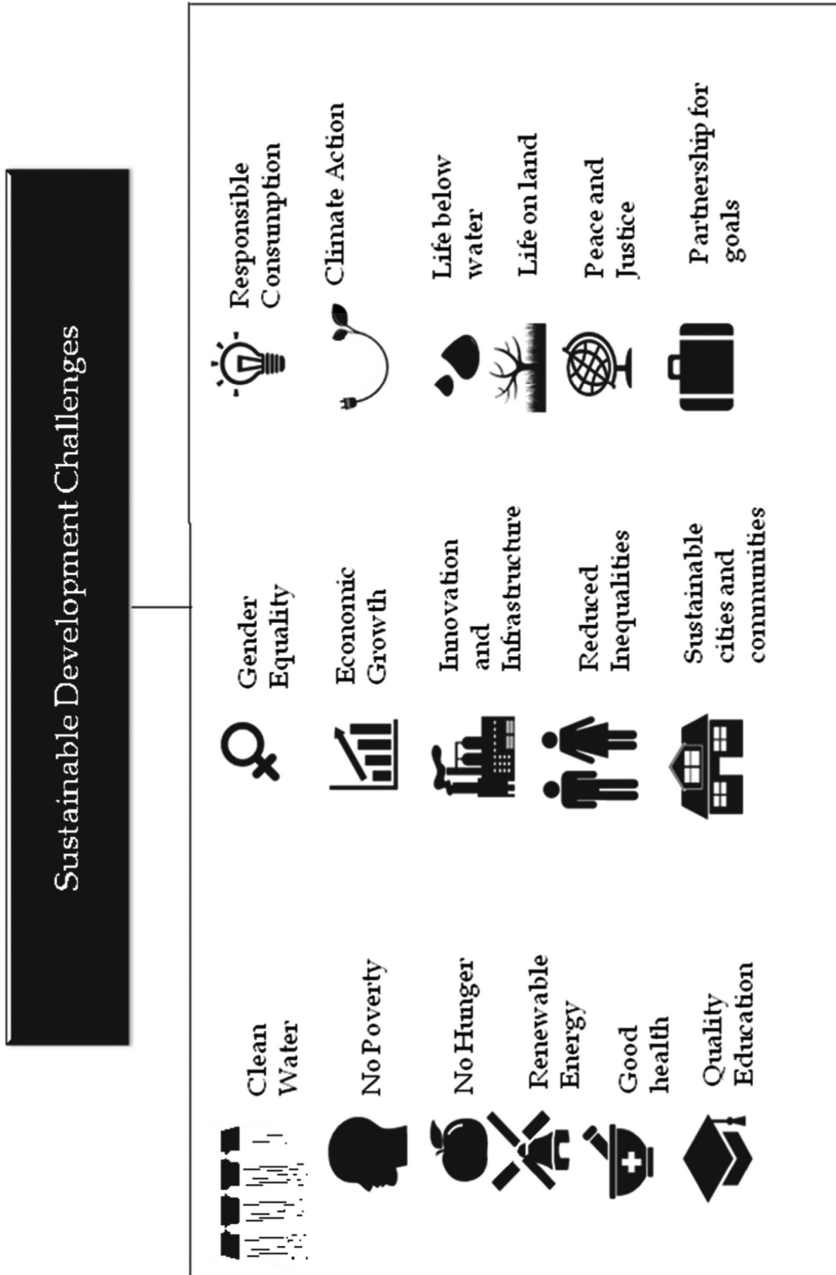 Sustainable Development Challenges
Clean
Water
No Poverty
No Hunger
Renewable
Energy
Good
health
Quality
Education
Gender
Equality
Economic
Growth
Innovation
and
Infrastructure
Reduced
Inequalities
Sustainable
cities and
communities
Responsible
Consumption
Climate Action
Life below
water
Life on land
Peace and
Justice
Partnership for
goals